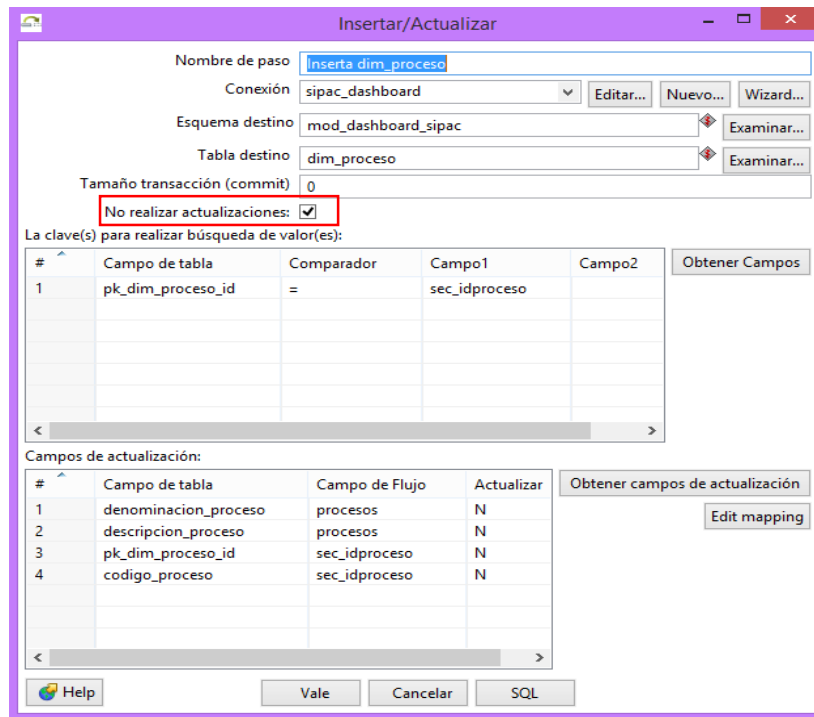 Insertar/Actualizar
Nombre de paso Inserta dim_proceso
Conexión sipac_dashboard Editar... Nuevo... Wizard...
Esquema destino mod_dashboard_sipac Examinar...
Tabla destino dim_proceso Examinar...
Tamaño transacción (commit) 0
No realizar actualizaciones:
La clave(s) para realizar búsqueda de valor(es):
# Campo de tabla Comparador Campo1 Campo2 Obtener Campos
1 pk_dim_proceso_id = sec_idproceso
Campos de actualización:
# Campo de tabla Campo de Flujo Actualizar Obtener campos de actualización
1 denominacion_proceso procesos N Edit mapping
2 descripcion_proceso procesos N
3 pk_dim_proceso_id sec_idproceso N
4 codigo_proceso sec_idproceso N
Help Vale Cancelar SQL